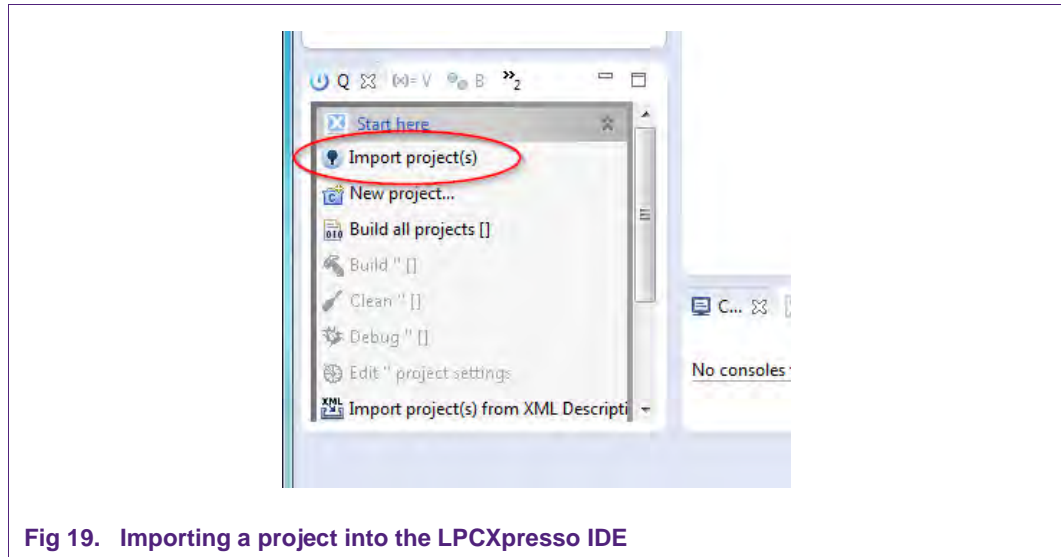 Q (x)= V B »2
Start here
Import project(s)
New project...
Build all projects []
Build '' []
Clean '' []
Debug '' []
Edit '' project settings
Import project(s) from XML Descripti
C...
No consoles
Fig 19. Importing a project into the LPCXpresso IDE